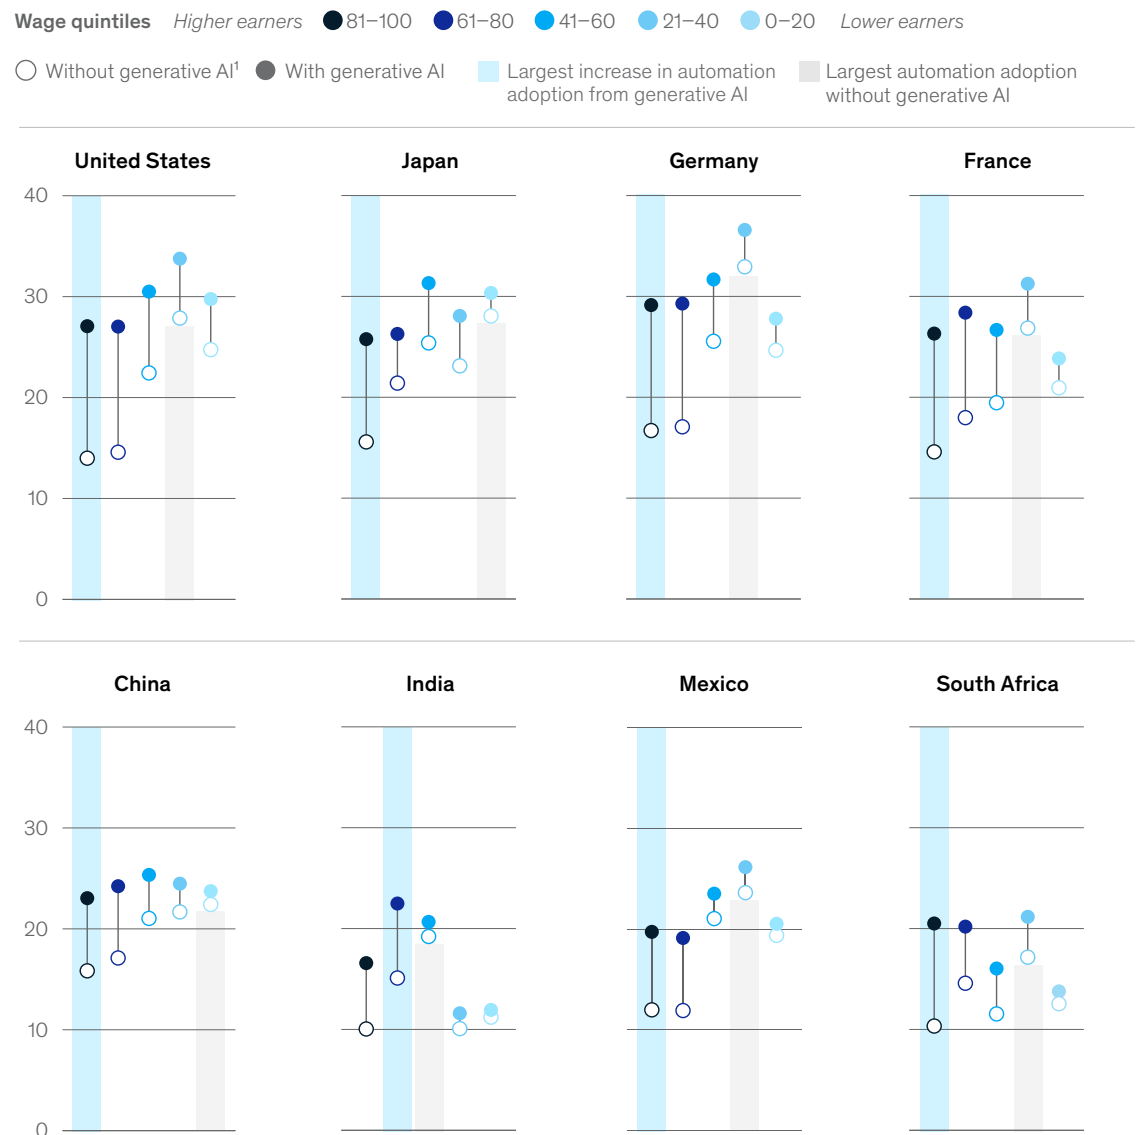 Wage quintiles Higher earners 81–100 61–80 41–60 21–40 0–20 Lower earners
Without generative AI¹ With generative AI Largest increase in automation adoption from generative AI Largest automation adoption without generative AI
United States Japan Germany France
40
30
20
10
0
China India Mexico South Africa
40
30
20
10
0